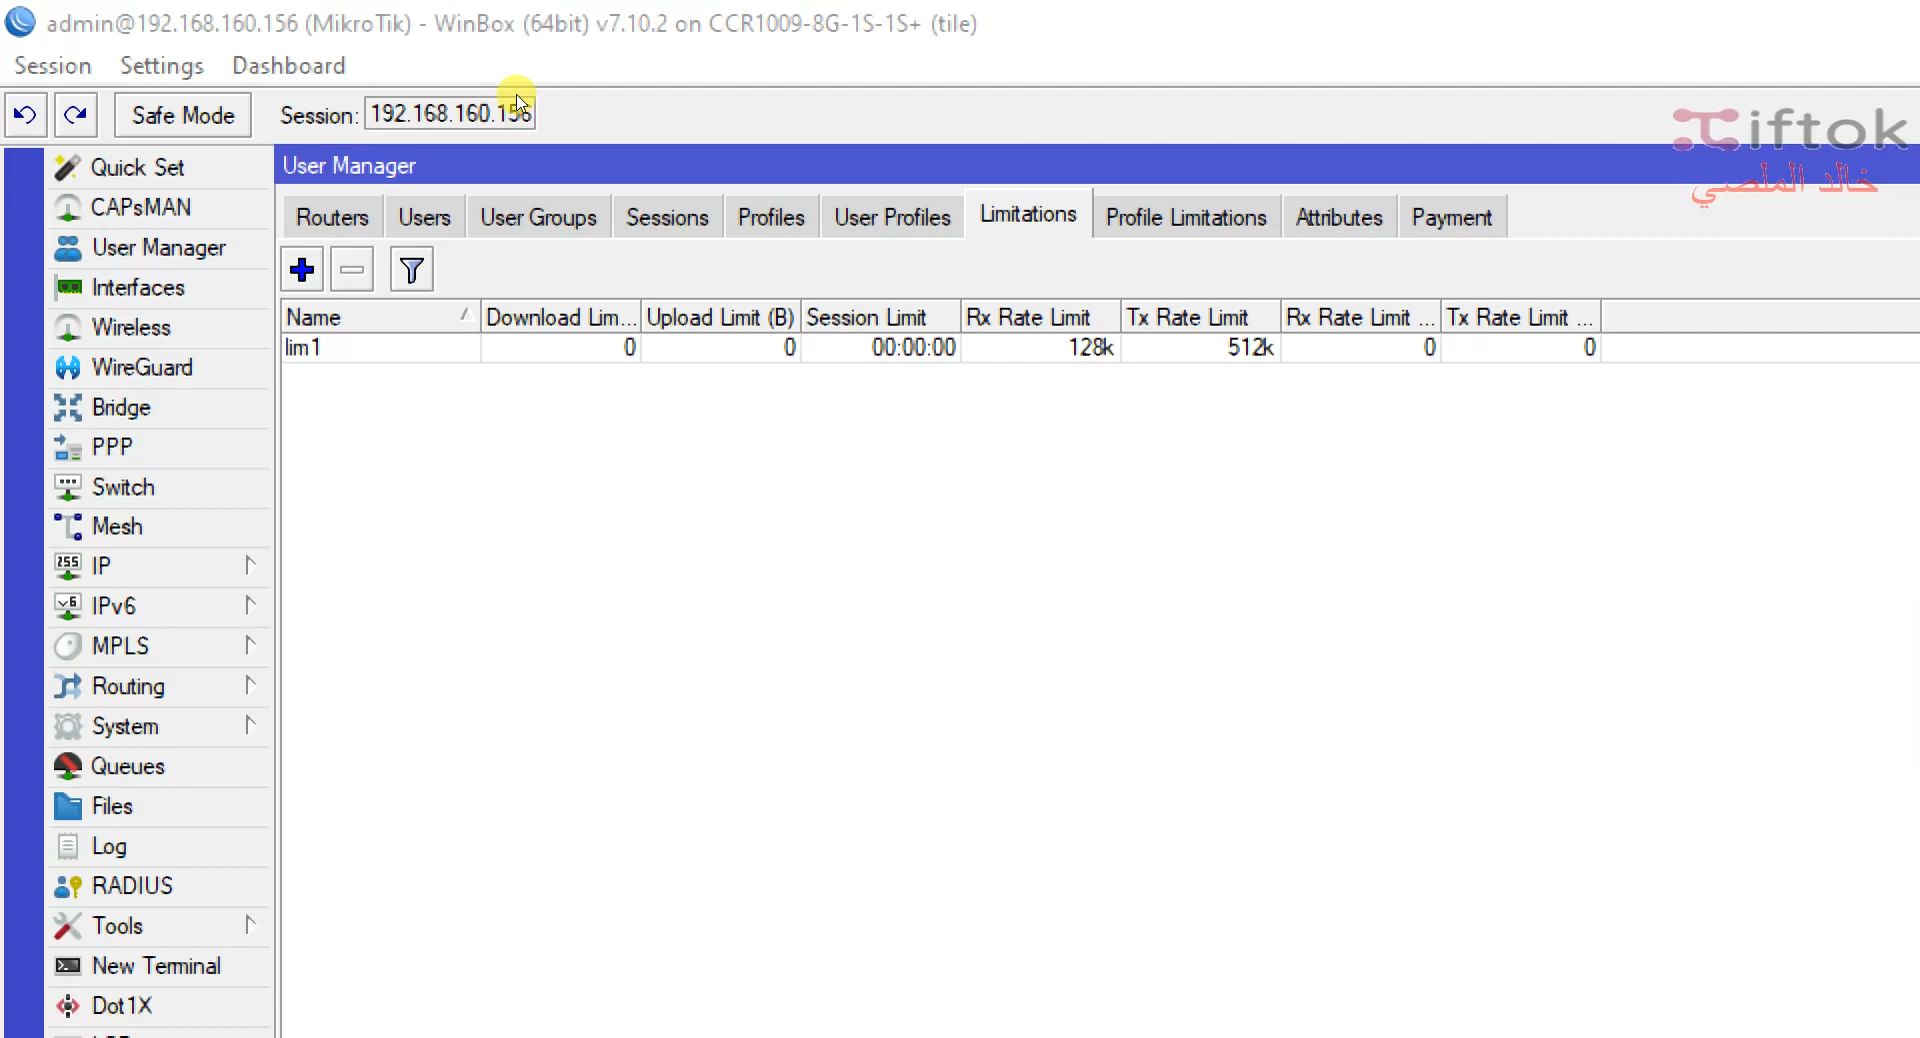 admin@192.168.160.156 (MikroTik) - WinBox (64bit) v7.10.2 on CCR1009-8G-1S-1S+ (tile)
Session Settings Dashboard
Safe Mode Session: 192.168.160.156
iftok
خالد الملصي
User Manager
Routers Users User Groups Sessions Profiles User Profiles Limitations Profile Limitations Attributes Payment
Name Download Lim... Upload Limit (B) Session Limit Rx Rate Limit Tx Rate Limit Rx Rate Limit ... Tx Rate Limit ...
lim1 0 0 00:00:00 128k 512k 0 0
Quick Set
CAPsMAN
User Manager
Interfaces
Wireless
WireGuard
Bridge
PPP
Switch
Mesh
255 IP
v6 IPv6
MPLS
Routing
System
Queues
Files
Log
RADIUS
Tools
New Terminal
Dot1X